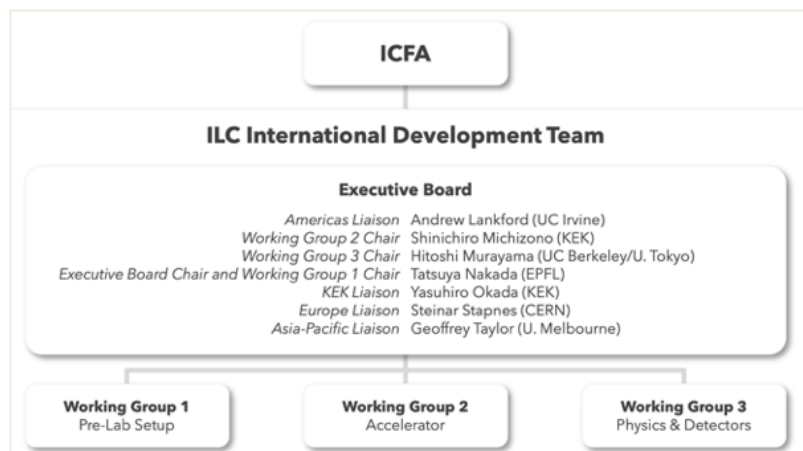 ICFA
ILC International Development Team
Executive Board
Americas Liaison Andrew Lankford (UC Irvine)
Working Group 2 Chair Shinichiro Michizono (KEK)
Working Group 3 Chair Hitoshi Murayama (UC Berkeley/U. Tokyo)
Executive Board Chair and Working Group 1 Chair Tatsuya Nakada (EPFL)
KEK Liaison Yasuhiro Okada (KEK)
Europe Liaison Steinar Stapnes (CERN)
Asia-Pacific Liaison Geoffrey Taylor (U. Melbourne)
Working Group 1
Pre-Lab Setup
Working Group 2
Accelerator
Working Group 3
Physics & Detectors